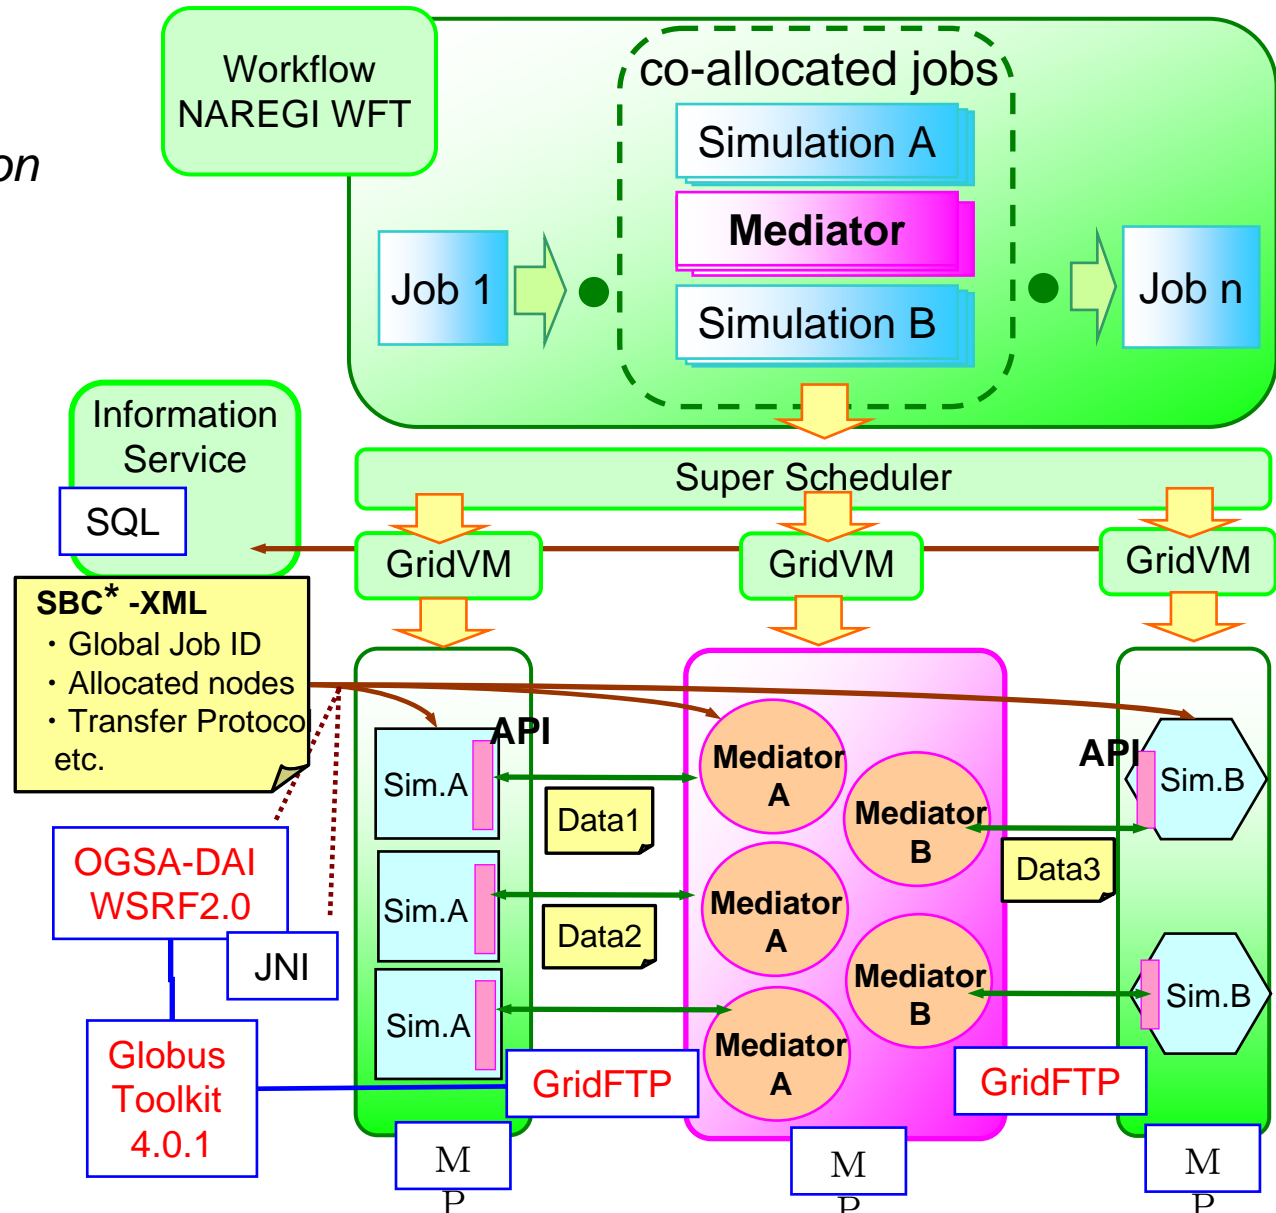 Workflow
NAREGI WFT
on
co-allocated jobs
Simulation A
Mediator
Simulation B
Job 1
Job n
Information
Service
SQL
Super Scheduler
GridVM
GridVM
GridVM
SBC* -XML
・Global Job ID
・Allocated nodes
・Transfer Protocol
etc.
API
API
Sim.A
Sim.A
Sim.A
Data1
Data2
Mediator
A
Mediator
A
Mediator
A
Mediator
B
Mediator
B
Data3
Sim.B
Sim.B
OGSA-DAI
WSRF2.0
JNI
Globus
Toolkit
4.0.1
GridFTP
GridFTP
M
P
M
P
M
P